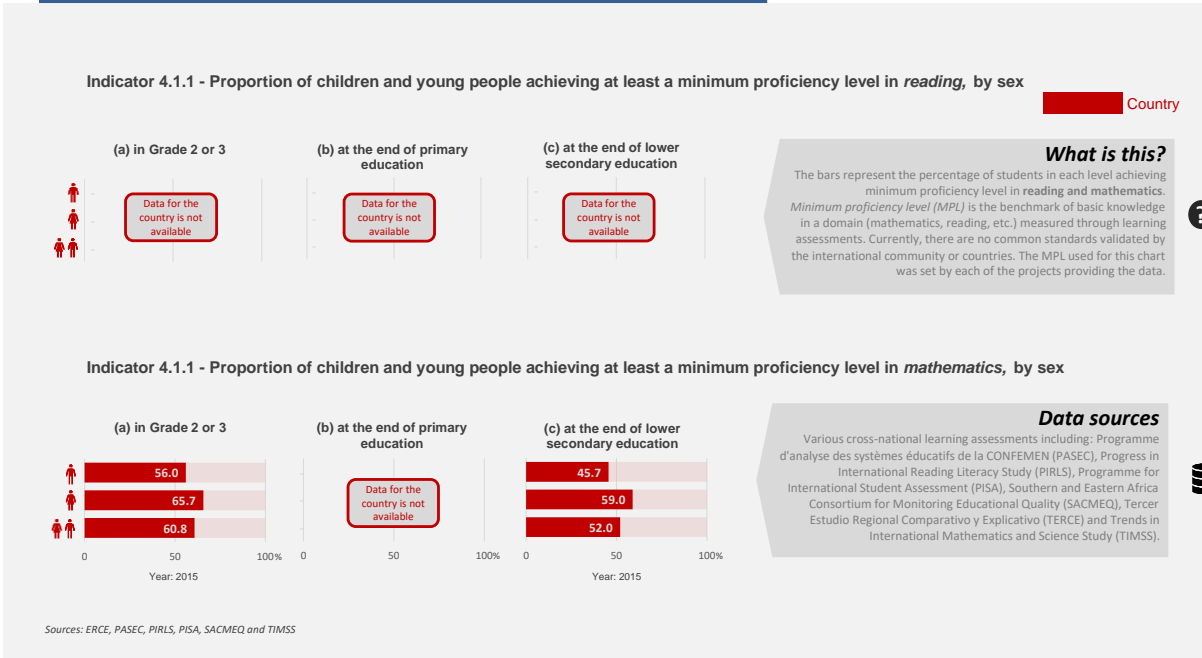 Indicator 4.1.1 - Proportion of children and young people achieving at least a minimum proficiency level in reading, by sex
Country
(a) in Grade 2 or 3
(b) at the end of primary
education
(c) at the end of lower
secondary education
Data for the
country is not
available
Data for the
country is not
available
Data for the
country is not
available
What is this?
The bars represent the percentage of students in each level achieving
minimum proficiency level in reading and mathematics.
Minimum proficiency level (MPL) is the benchmark of basic knowledge
in a domain (mathematics, reading, etc.) measured through learning
assessments. Currently, there are no common standards validated by
the international community or countries. The MPL used for this chart
was set by each of the projects providing the data.
?
Indicator 4.1.1 - Proportion of children and young people achieving at least a minimum proficiency level in mathematics, by sex
(a) in Grade 2 or 3
56.0
65.7
60.8
0 50 100%
Year: 2015
(b) at the end of primary
education
Data for the
country is not
available
0 50 100%
(c) at the end of lower
secondary education
45.7
59.0
52.0
0 50 100%
Year: 2015
Data sources
Various cross-national learning assessments including: Programme
d'analyse des systèmes éducatifs de la CONFEMEN (PASEC), Progress in
International Reading Literacy Study (PIRLS), Programme for
International Student Assessment (PISA), Southern and Eastern Africa
Consortium for Monitoring Educational Quality (SACMEQ), Tercer
Estudio Regional Comparativo y Explicativo (TERCE) and Trends in
International Mathematics and Science Study (TIMSS).
Sources: ERCE, PASEC, PIRLS, PISA, SACMEQ and TIMSS